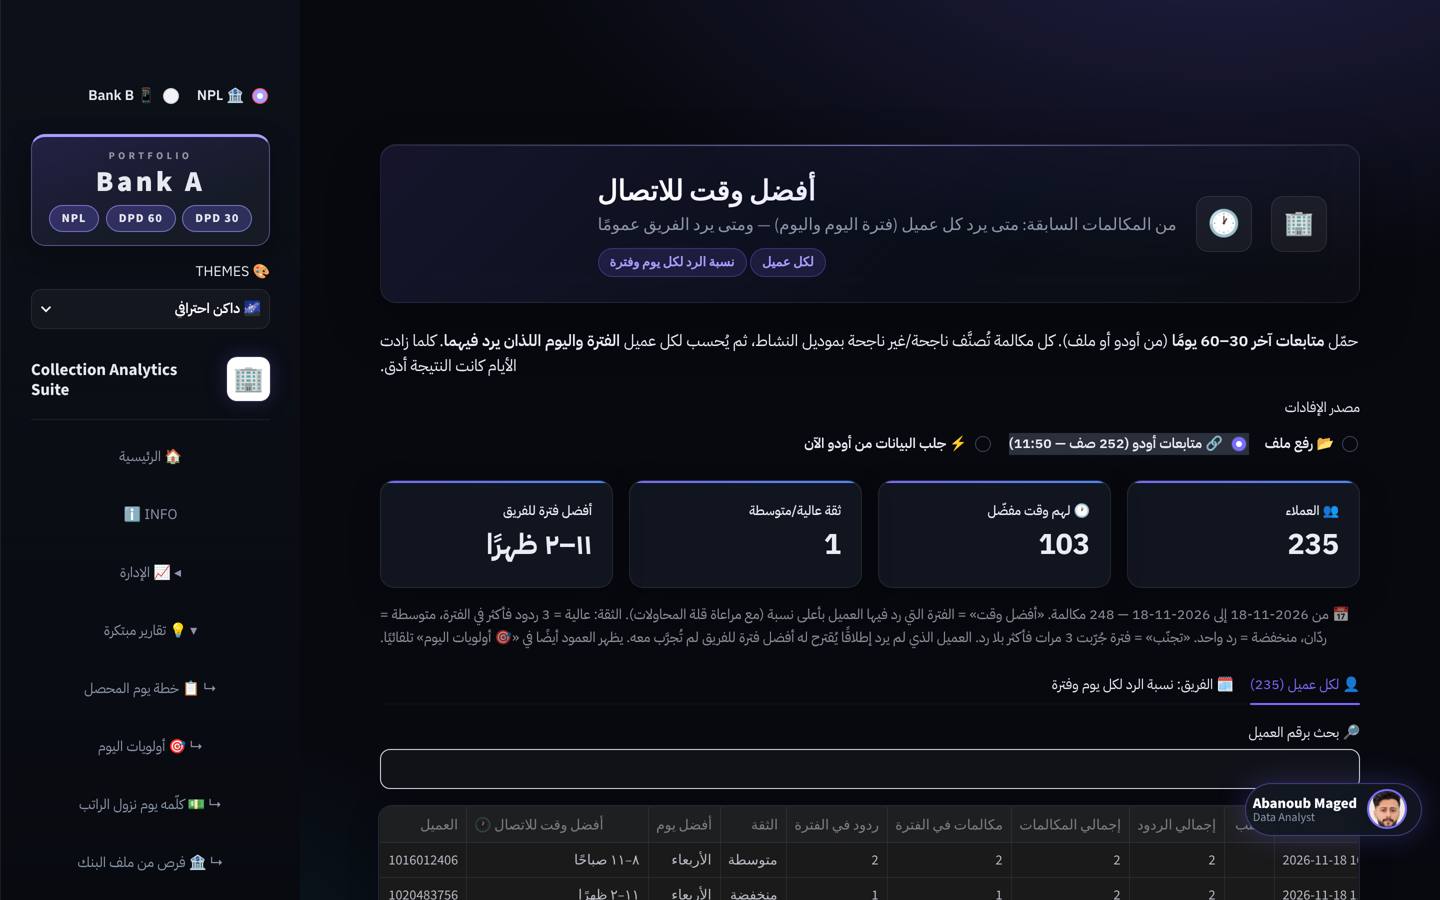 NPL
Bank B
PORTFOLIO
Bank A
NPL
DPD 60
DPD 30
THEMES
داكن احترافي
Collection Analytics
Suite
الرئيسية
INFO
الإدارة
تقارير مبتكرة
خطة يوم المحصل
أولويات اليوم
كلّمه يوم نزول الراتب
فرص من ملف البنك
أفضل وقت للاتصال
من المكالمات السابقة: متى يرد كل عميل (فترة اليوم واليوم) — ومتى يرد الفريق عمومًا
لكل عميل
نسبة الرد لكل يوم وفترة
حمّل متابعات آخر 30–60 يومًا (من أودو أو ملف). كل مكالمة تُصنَّف ناجحة/غير ناجحة بموديل النشاط، ثم يُحسب لكل عميل الفترة واليوم اللذان يرد فيهما. كلما زادت
الأيام كانت النتيجة أدق.
مصدر الإفادات
رفع ملف
متابعات أودو (252 صف — 11:50)
جلب البيانات من أودو الآن
العملاء
235
لهم وقت مفضّل
103
ثقة عالية/متوسطة
1
أفضل فترة للفريق
١١–٢ ظهرًا
من 2026-11-18 إلى 2026-11-18 — 248 مكالمة. «أفضل وقت» = الفترة التي رد فيها العميل بأعلى نسبة (مع مراعاة قلة المحاولات). الثقة: عالية = 3 ردود فأكثر في الفترة، متوسطة =
ردّان، منخفضة = رد واحد. «تجنّب» = فترة جُرّبت 3 مرات فأكثر بلا رد. العميل الذي لم يرد إطلاقًا يُقترح له أفضل فترة للفريق لم تُجرَّب معه. يظهر العمود أيضًا في «🎯 أولويات اليوم» تلقائيًا.
لكل عميل (235)
الفريق: نسبة الرد لكل يوم وفترة
بحث برقم العميل
العميل
أفضل وقت للاتصال
أفضل يوم
الثقة
ردود في الفترة
مكالمات في الفترة
إجمالي المكالمات
إجمالي الردود
1016012406
٨–١١ صباحًا
الأربعاء
متوسطة
2
2
2
2
2026-11-18
1020483756
١١–٢ ظهرًا
الأربعاء
منخفضة
1
1
2
2
2026-11-18
Abanoub Maged
Data Analyst